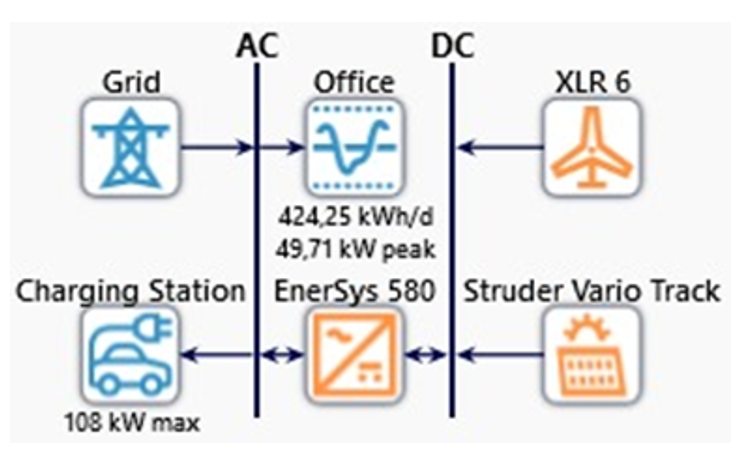 AC DC
Grid Office XLR 6
424,25 kWh/d
49,71 kW peak
Charging Station EnerSys 580 Struder Vario Track
108 kW max